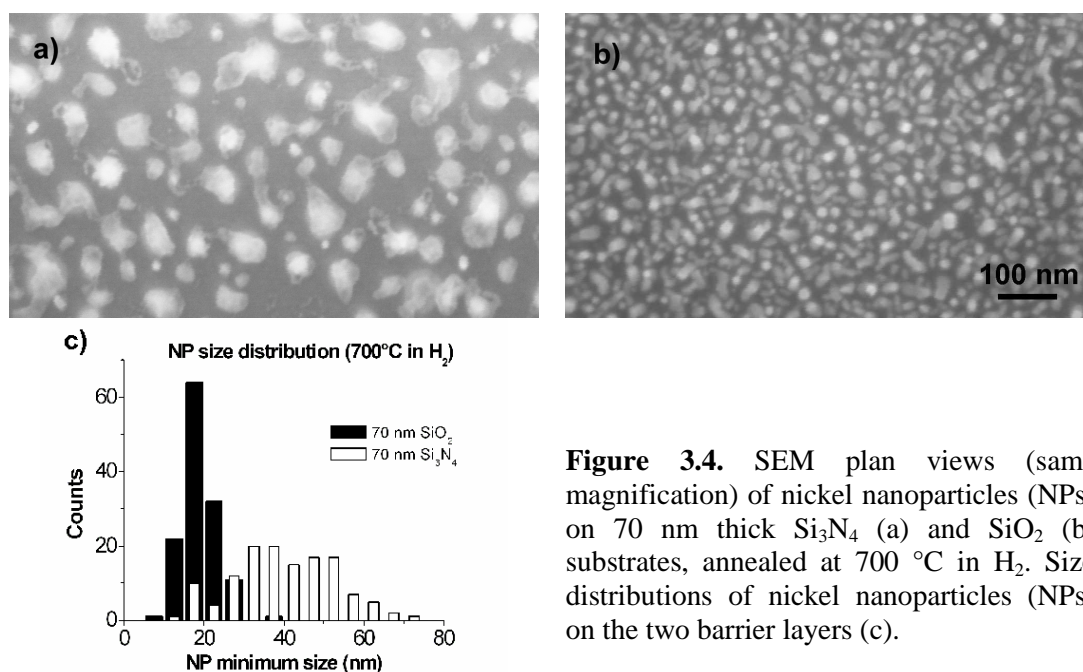 a)
b)
100 nm
c)
NP size distribution (700°C in H₂)
60
40
20
0
Counts
70 nm SiO₂
70 nm Si₃N₄
0 20 40 60 80
NP minimum size (nm)
Figure 3.4. SEM plan views (sam
magnification) of nickel nanoparticles (NPs
on 70 nm thick Si₃N₄ (a) and SiO₂ (b
substrates, annealed at 700 °C in H₂. Siz
distributions of nickel nanoparticles (NPs
on the two barrier layers (c).